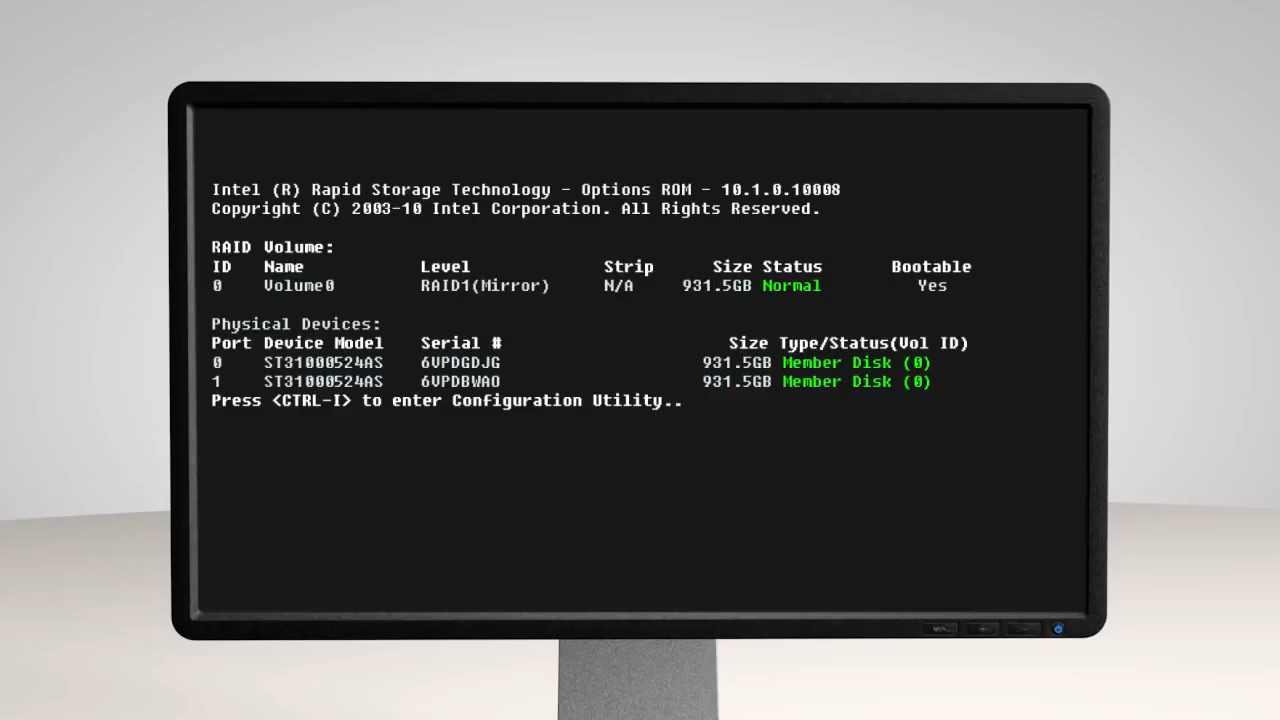 Intel (R) Rapid Storage Technology - Options ROM - 10.1.0.10008
Copyright (C) 2003-10 Intel Corporation. All Rights Reserved.
RAID Volume:
ID Name Level Strip Size Status Bootable
0 Volume0 RAID1(Mirror) N/A 931.5GB Normal Yes
Physical Devices:
Port Device Model Serial # Size Type/Status(Vol ID)
0 ST31000524AS 6VPDGDJG 931.5GB Member Disk (0)
1 ST31000524AS 6VPDBWAO 931.5GB Member Disk (0)
Press <CTRL-I> to enter Configuration Utility..